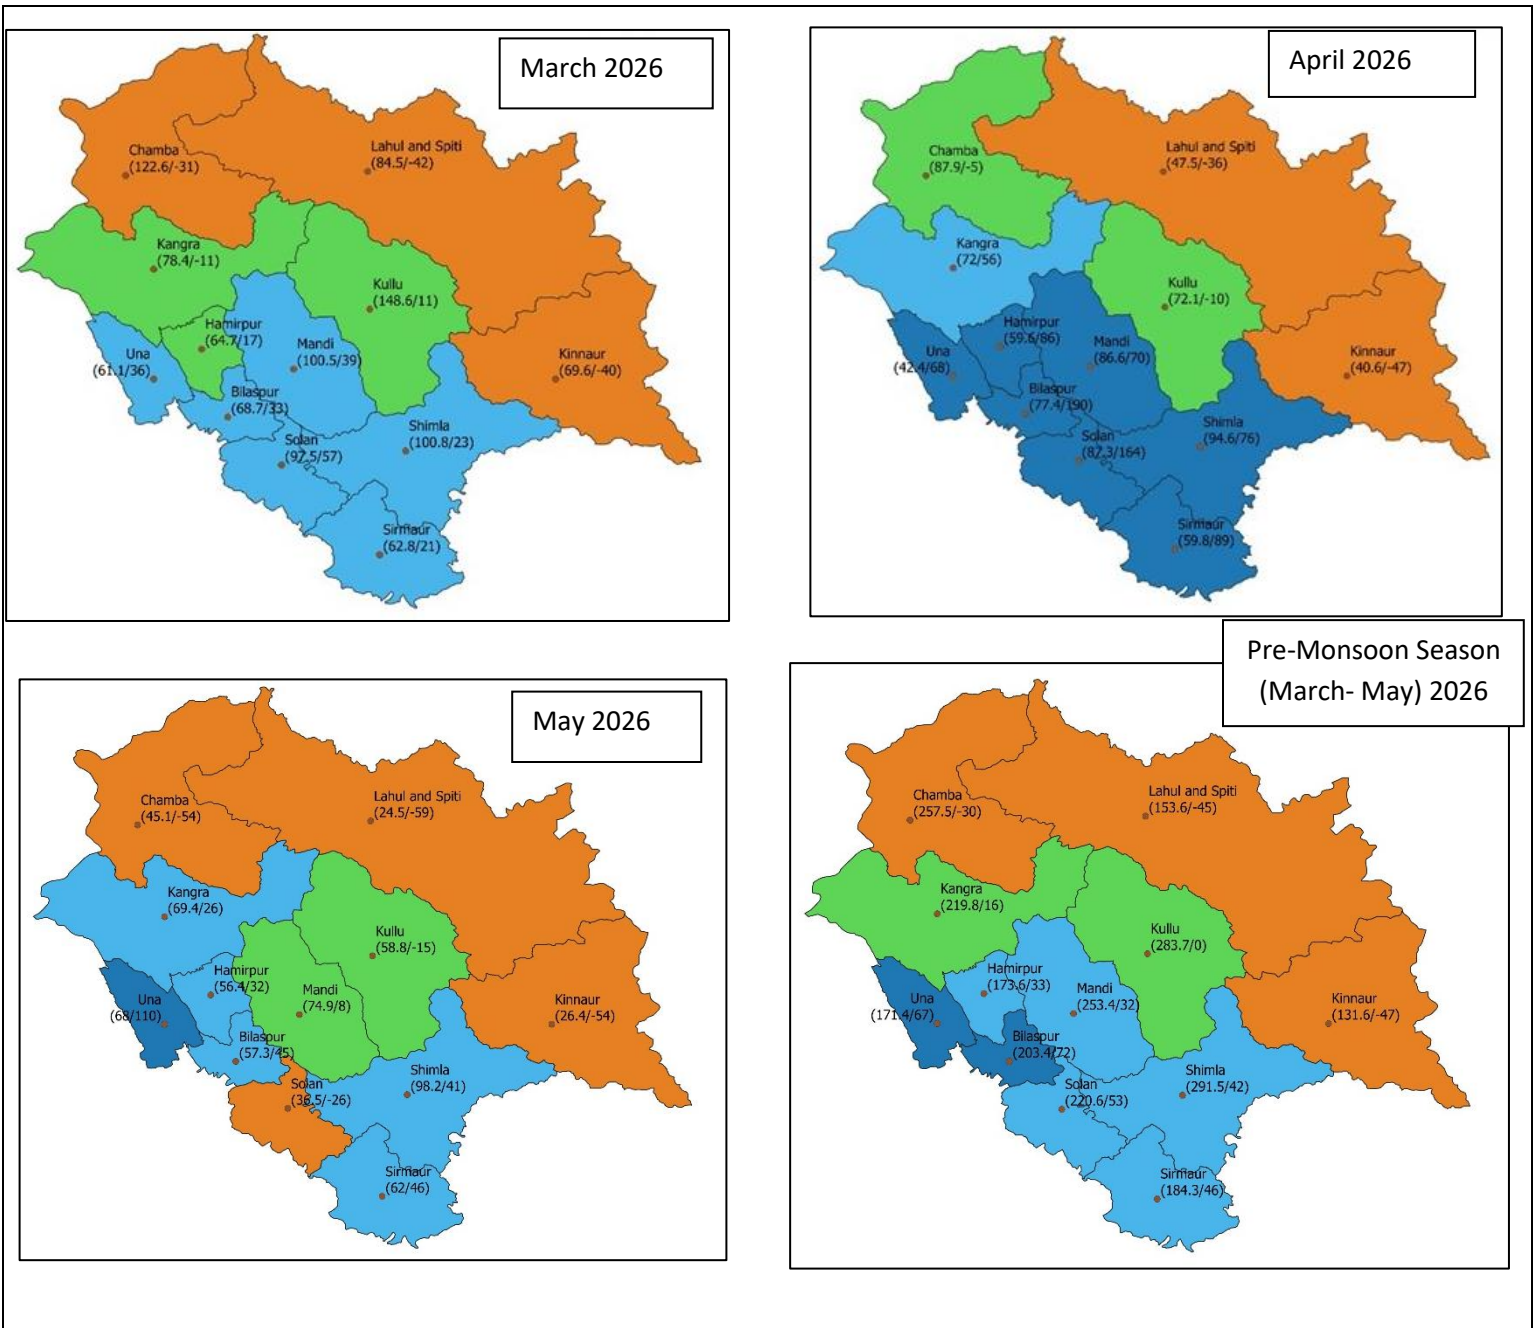 March 2026
Chamba
(122.6/-31)
Lahul and Spiti
(84.5/-42)
Kangra
(78.4/-11)
Kullu
(148.6/11)
Hamirpur
(64.7/17)
Mandi
(100.5/39)
Una
(61.1/36)
Kinnaur
(69.6/-40)
Bilaspur
(68.7/33)
Shimla
(100.8/23)
Solan
(97.5/57)
Sirmaur
(62.8/21)
April 2026
Chamba
(87.9/-5)
Lahul and Spiti
(47.5/-36)
Kangra
(72/56)
Kullu
(72.1/-10)
Hamirpur
(59.6/86)
Mandi
(86.6/70)
Una
(42.4/68)
Kinnaur
(40.6/-47)
Bilaspur
(77.4/190)
Shimla
(94.6/76)
Solan
(87.3/164)
Sirmaur
(59.8/89)
May 2026
Chamba
(45.1/-54)
Lahul and Spiti
(24.5/-59)
Kangra
(69.4/26)
Kullu
(58.8/-15)
Hamirpur
(56.4/32)
Mandi
(74.9/8)
Una
(68/110)
Kinnaur
(26.4/-54)
Bilaspur
(57.3/45)
Shimla
(98.2/41)
Solan
(36.5/-26)
Sirmaur
(62/46)
Pre-Monsoon Season
(March- May) 2026
Chamba
(257.5/-30)
Lahul and Spiti
(153.6/-45)
Kangra
(219.8/16)
Kullu
(283.7/0)
Hamirpur
(173.6/33)
Mandi
(253.4/32)
Una
(171.4/67)
Kinnaur
(131.6/-47)
Bilaspur
(203.4/72)
Shimla
(291.5/42)
Solan
(220.6/53)
Sirmaur
(184.3/46)